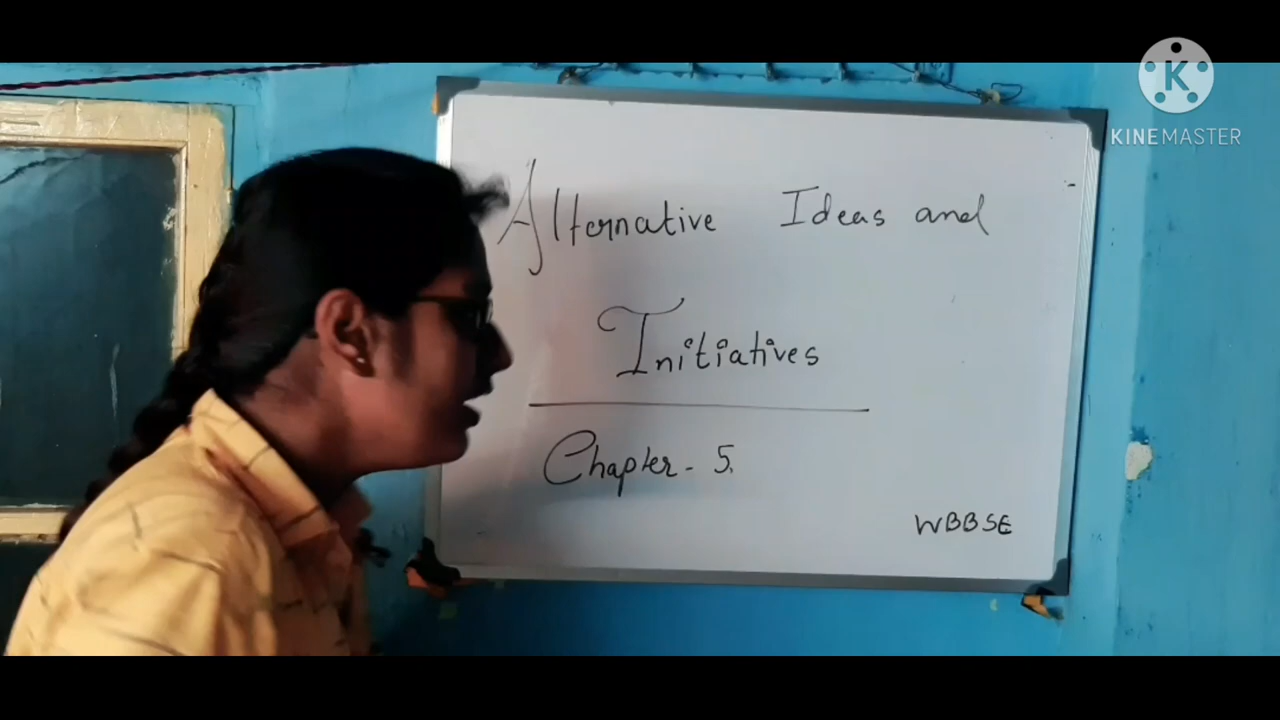 K
KINEMASTER
Alternative Ideas and
Initiatives
Chapter - 5.
WBBSE